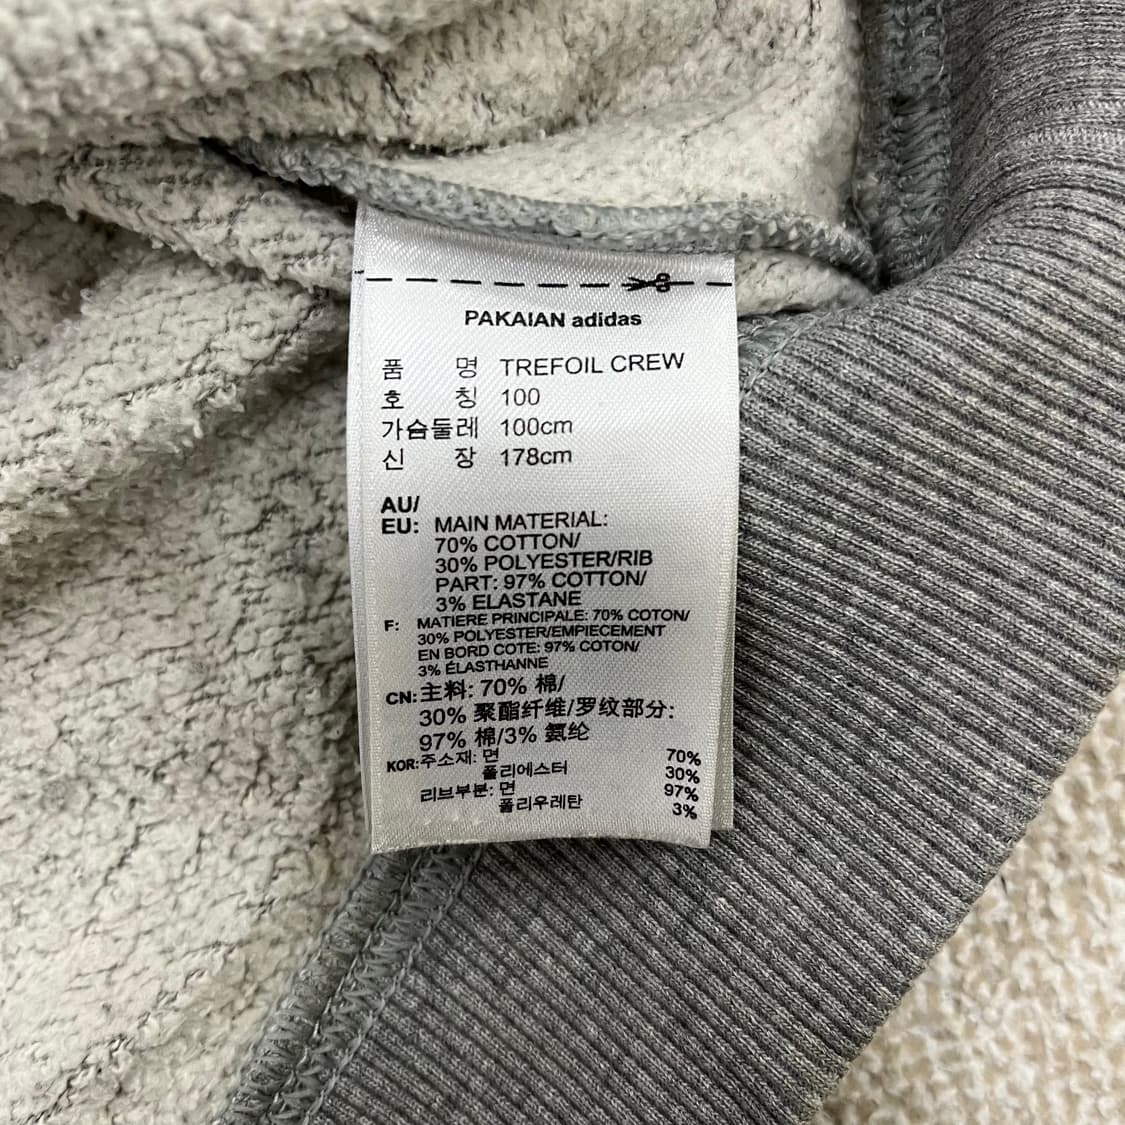 PAKAIAN adidas
품 명 TREFOIL CREW
호 칭 100
가슴둘레 100cm
신 장 178cm
AU/
EU: MAIN MATERIAL:
70% COTTON/
30% POLYESTER/RIB
PART: 97% COTTON/
3% ELASTANE
F: MATIERE PRINCIPALE: 70% COTON/
30% POLYESTER/EMPIECEMENT
EN BORD COTE: 97% COTON/
3% ÉLASTHANNE
CN: 主料: 70% 棉/
30% 聚酯纤维/罗纹部分:
97% 棉/3% 氨纶
KOR: 주소재: 면 70%
폴리에스터 30%
리브부분: 면 97%
폴리우레탄 3%